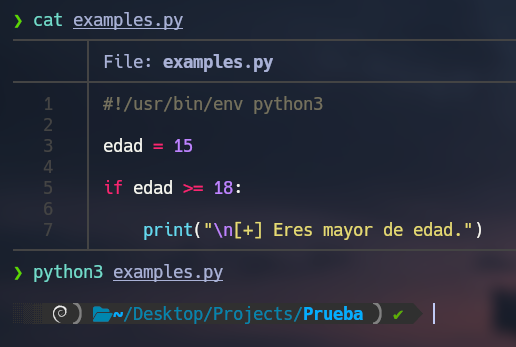 ❯ cat examples.py
File: examples.py
1 #!/usr/bin/env python3
2
3 edad = 15
4
5 if edad >= 18:
6
7     print("\n[+] Eres mayor de edad.")
❯ python3 examples.py
~/Desktop/Projects/Prueba ) ✔